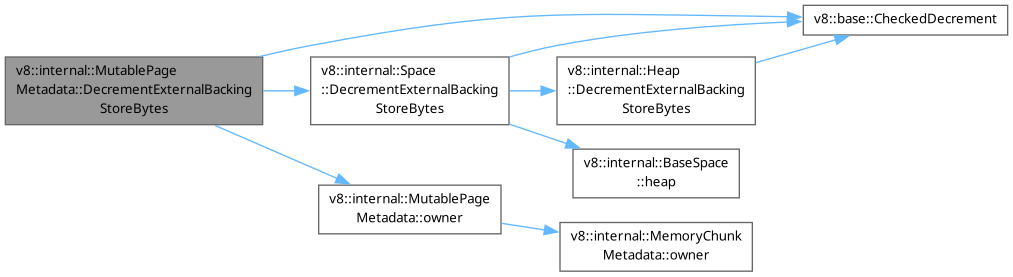 v8::base::CheckedDecrement
v8::internal::MutablePage
Metadata::DecrementExternalBacking
StoreBytes
v8::internal::Space
::DecrementExternalBacking
StoreBytes
v8::internal::Heap
::DecrementExternalBacking
StoreBytes
v8::internal::BaseSpace
::heap
v8::internal::MutablePage
Metadata::owner
v8::internal::MemoryChunk
Metadata::owner